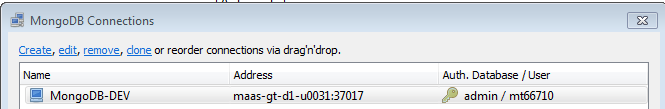 MongoDB Connections
Create, edit, remove, clone or reorder connections via drag'n'drop.
Name Address Auth. Database / User
MongoDB-DEV maas-gt-d1-u0031:37017 admin / mt66710